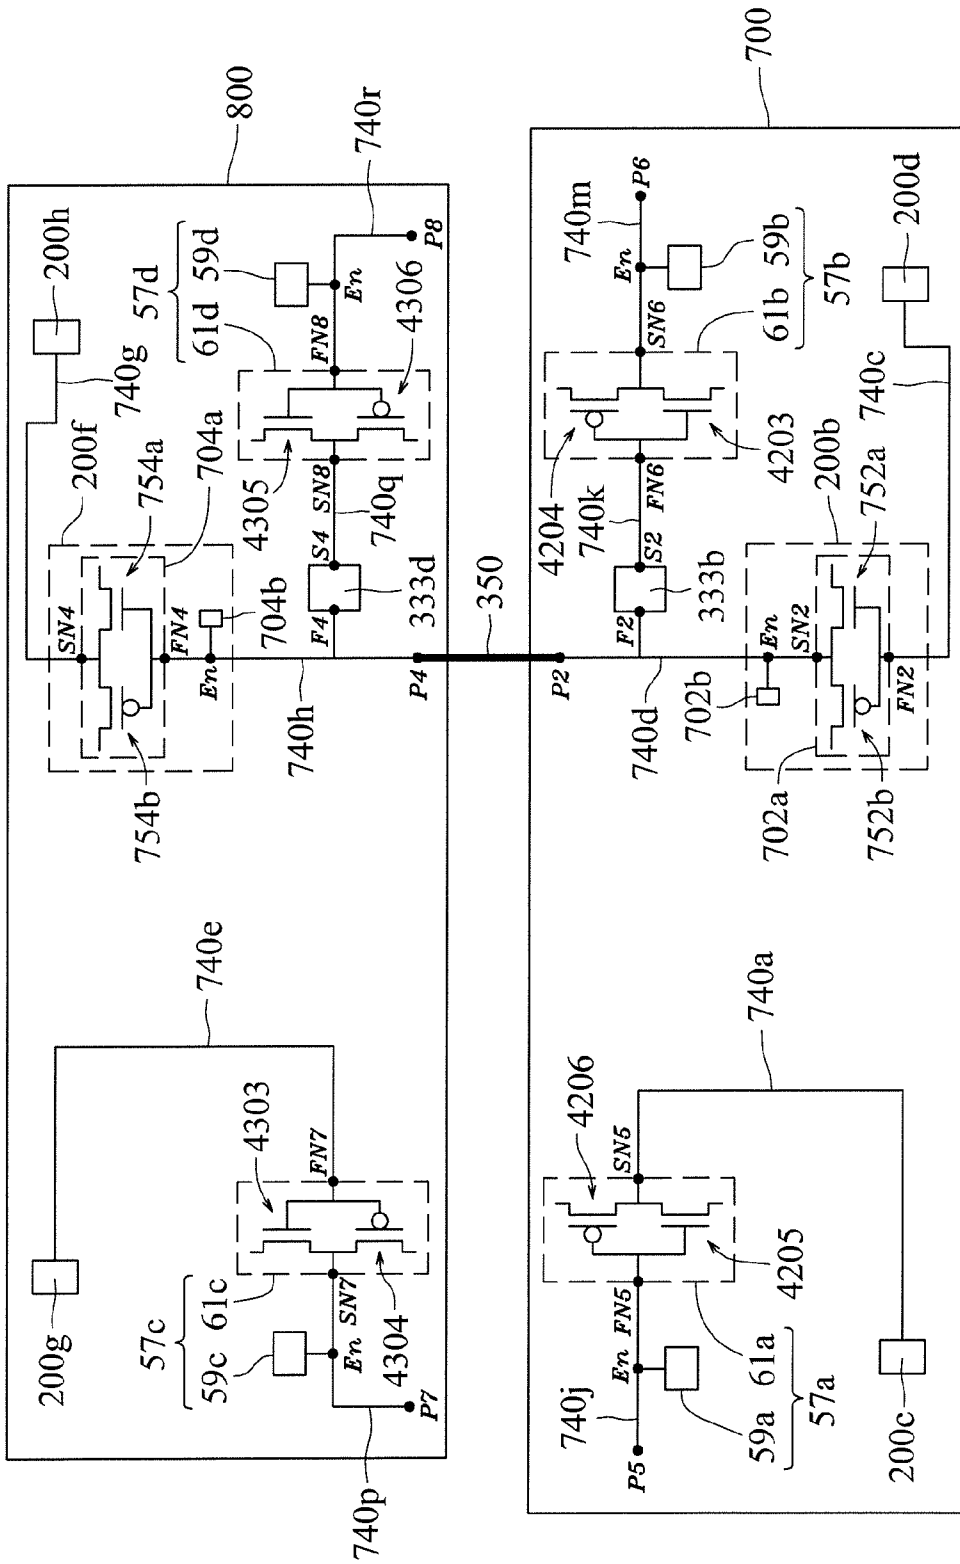 800
740r
57d
61d 59d
200h
740g
En
P8
FN8
4306
200f
754a
704a
4305
SN8
740q
S4
333d
SN4
FN4
En
704b
F4
754b
740h
P4
350
740e
4303
FN7
200g
57c
59c 61c
SN7
En
4304
P7
740p
700
740m
P6
En
61b 59b
57b
200d
SN6
4204
4203
740c
740k
FN6
200b
752a
S2
333b
F2
P2
En
SN2
740d
702b
FN2
702a
752b
740a
4206
SN5
4205
FN5
En
740j
59a 61a
57a
P5
200c